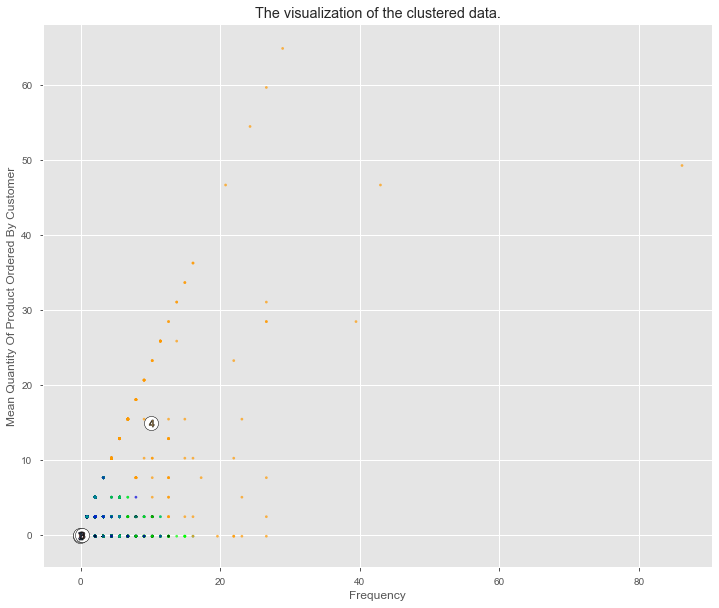 The visualization of the clustered data.
Mean Quantity Of Product Ordered By Customer
60
50
40
30
20
10
0
4
0 20 40 60 80
Frequency